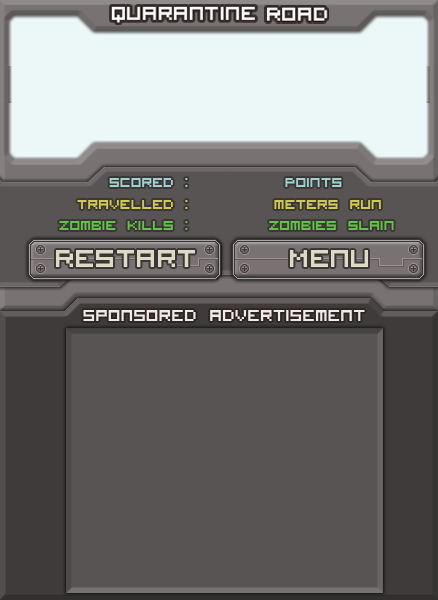 QUARANTINE ROAD
SCORED : POINTS
TRAVELLED : METERS RUN
ZOMBIE KILLS : ZOMBIES SLAIN
RESTART MENU
SPONSORED ADVERTISEMENT